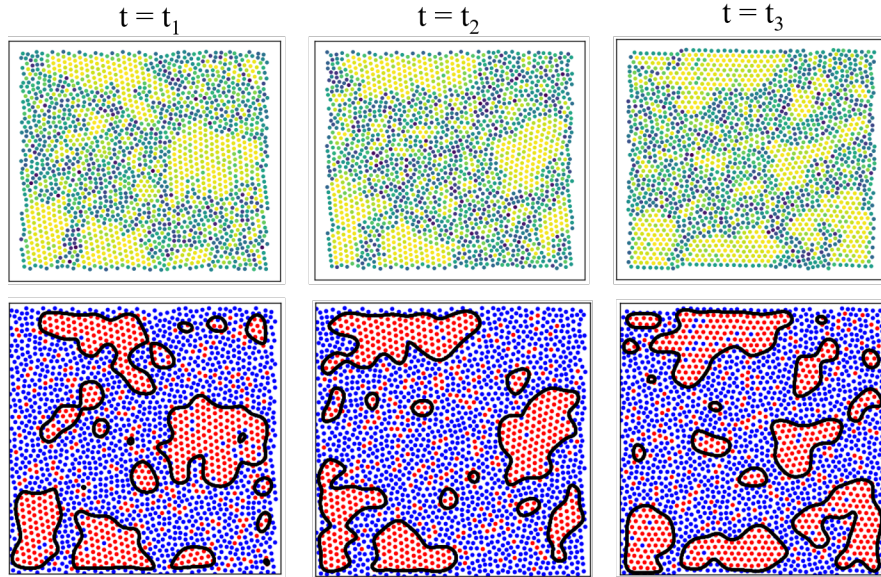 t = t₁
t = t₂
t = t₃